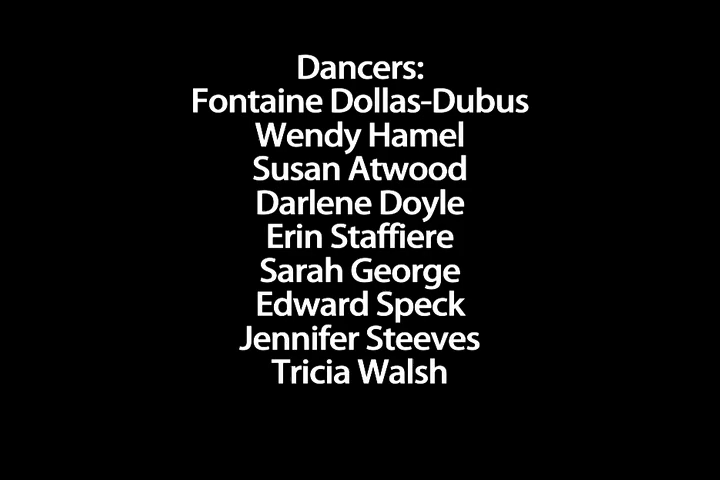 Dancers:
Fontaine Dollas-Dubus
Wendy Hamel
Susan Atwood
Darlene Doyle
Erin Staffiere
Sarah George
Edward Speck
Jennifer Steeves
Tricia Walsh